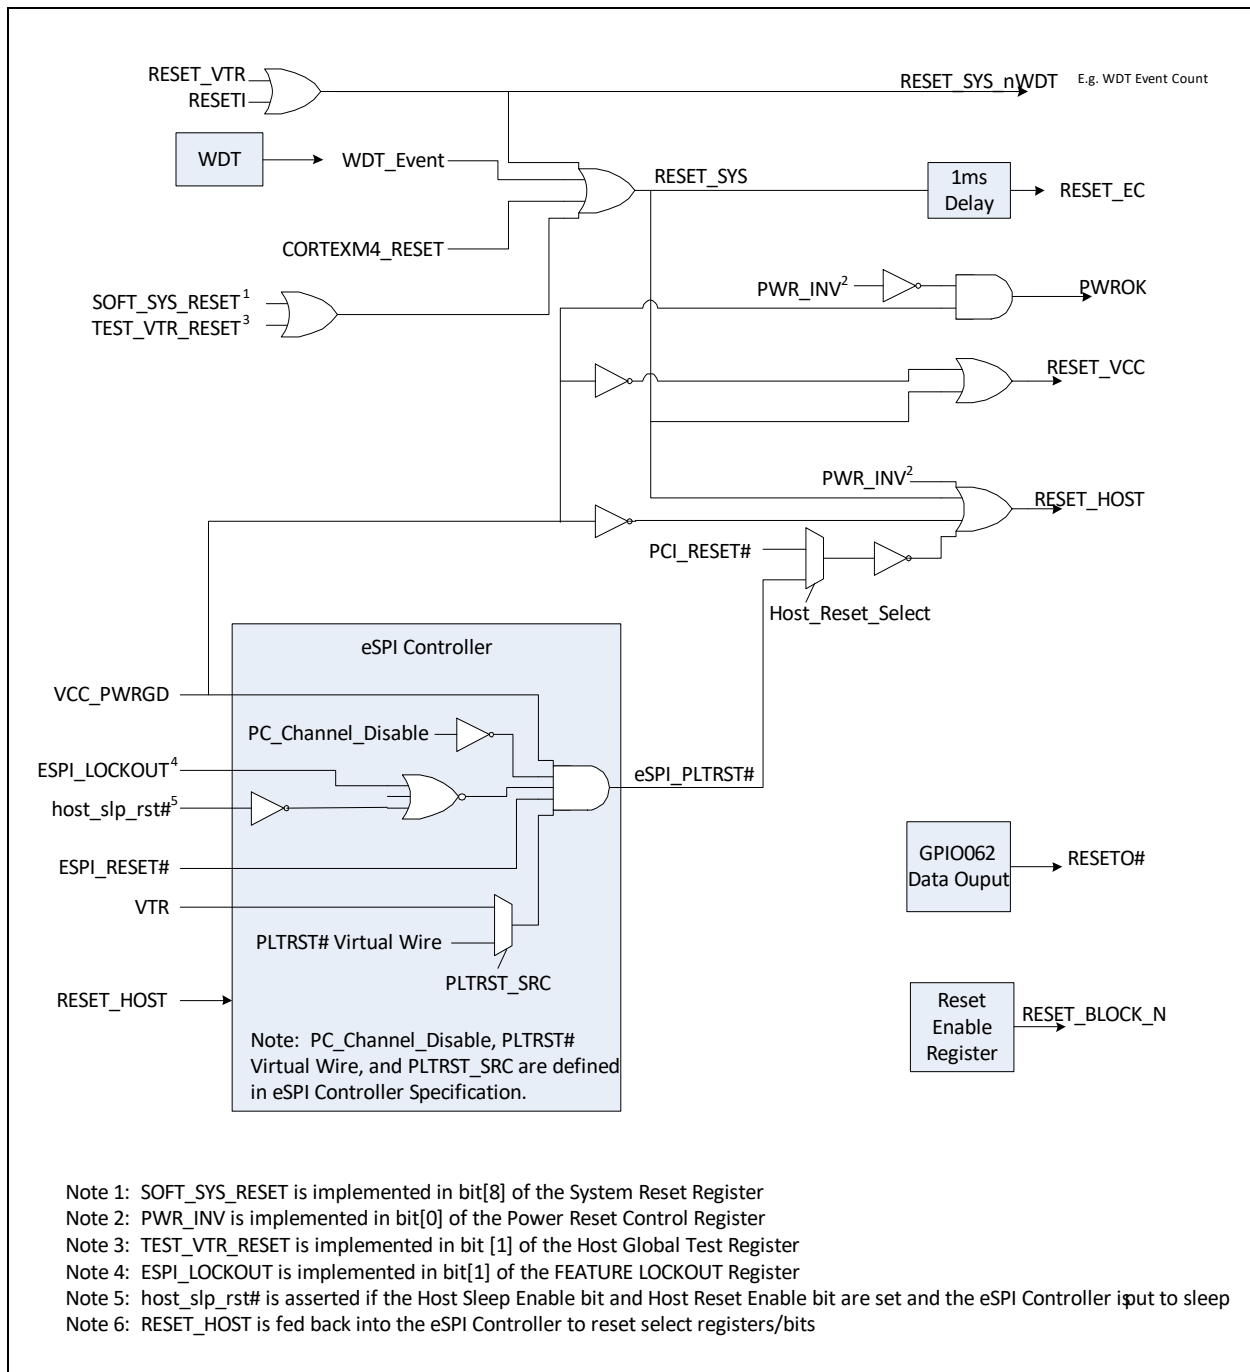 RESET_VTR
RESETI
RESET_SYS_nWDT
E.g. WDT Event Count
WDT
WDT_Event
RESET_SYS
1ms
Delay
RESET_EC
CORTEXM4_RESET
PWR_INV2
PWROK
SOFT_SYS_RESET1
TEST_VTR_RESET3
RESET_VCC
PWR_INV2
RESET_HOST
PCI_RESET#
Host_Reset_Select
eSPI Controller
VCC_PWRGD
PC_Channel_Disable
ESPI_LOCKOUT4
eSPI_PLTRST#
host_slp_rst#5
ESPI_RESET#
GPIO062
Data Ouput
RESETO#
VTR
PLTRST# Virtual Wire
PLTRST_SRC
RESET_HOST
Reset
Enable
Register
RESET_BLOCK_N
Note: PC_Channel_Disable, PLTRST#
Virtual Wire, and PLTRST_SRC are defined
in eSPI Controller Specification.
Note 1: SOFT_SYS_RESET is implemented in bit[8] of the System Reset Register
Note 2: PWR_INV is implemented in bit[0] of the Power Reset Control Register
Note 3: TEST_VTR_RESET is implemented in bit [1] of the Host Global Test Register
Note 4: ESPI_LOCKOUT is implemented in bit[1] of the FEATURE LOCKOUT Register
Note 5: host_slp_rst# is asserted if the Host Sleep Enable bit and Host Reset Enable bit are set and the eSPI Controller is put to sleep
Note 6: RESET_HOST is fed back into the eSPI Controller to reset select registers/bits